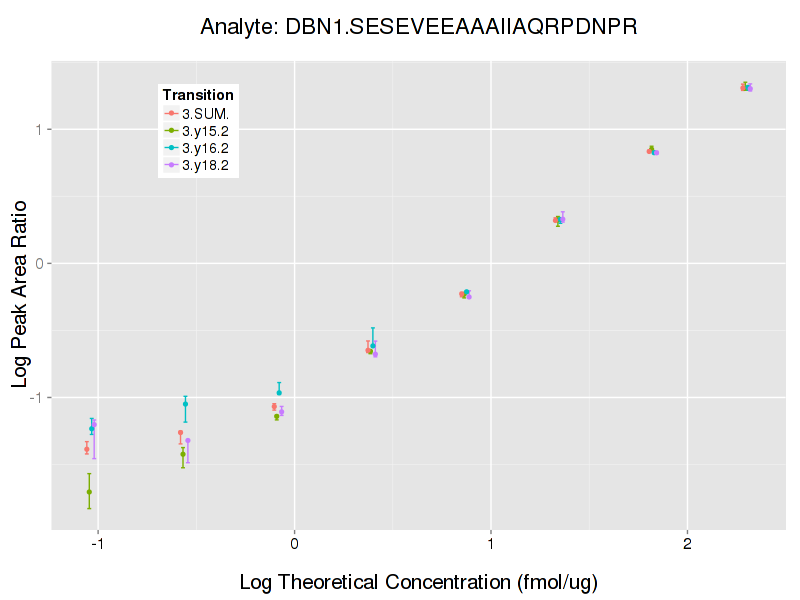 Analyte: DBN1.SESEVEEAAAIIAQRPDNPR
Transition
3.SUM.
3.y15.2
3.y16.2
3.y18.2
Log Peak Area Ratio
1
0
-1
-1
0
1
2
Log Theoretical Concentration (fmol/ug)